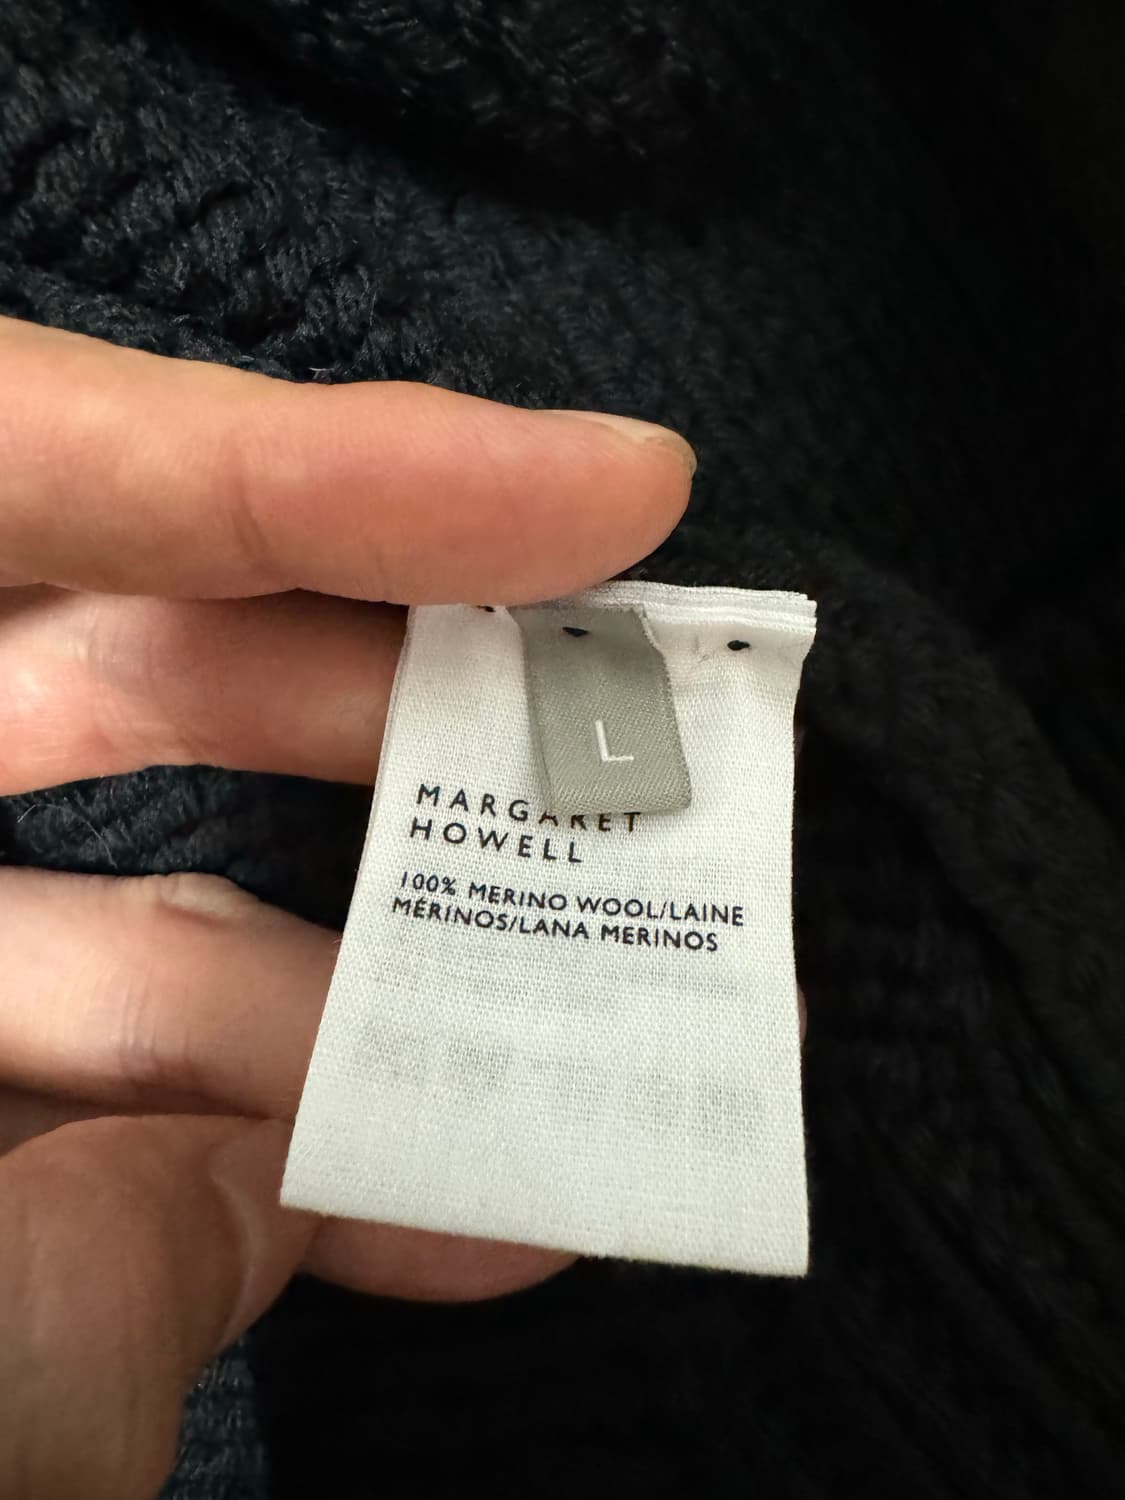 L
MARGARET
HOWELL
100% MERINO WOOL/LAINE
MÉRINOS/LANA MERINOS